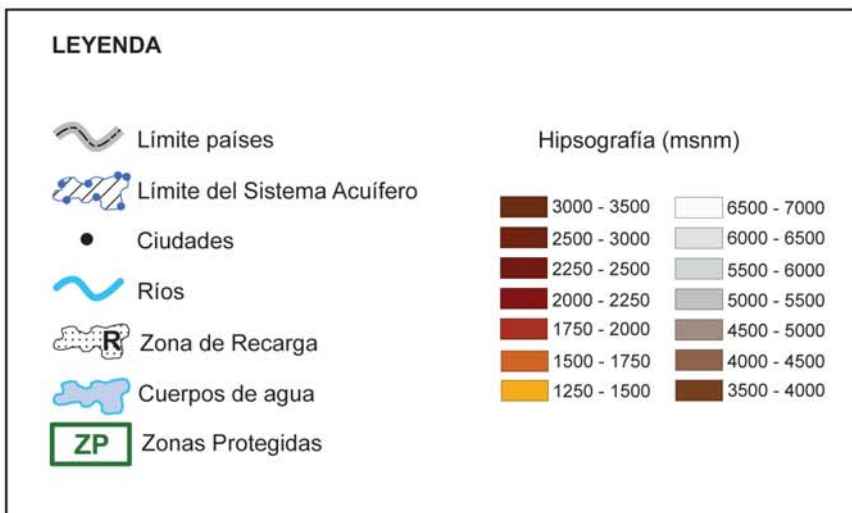 LEYENDA
Límite países
Límite del Sistema Acuífero
Ciudades
Ríos
R
Zona de Recarga
Cuerpos de agua
ZP
Zonas Protegidas
Hipsografía (msnm)
3000 - 3500
2500 - 3000
2250 - 2500
2000 - 2250
1750 - 2000
1500 - 1750
1250 - 1500
6500 - 7000
6000 - 6500
5500 - 6000
5000 - 5500
4500 - 5000
4000 - 4500
3500 - 4000